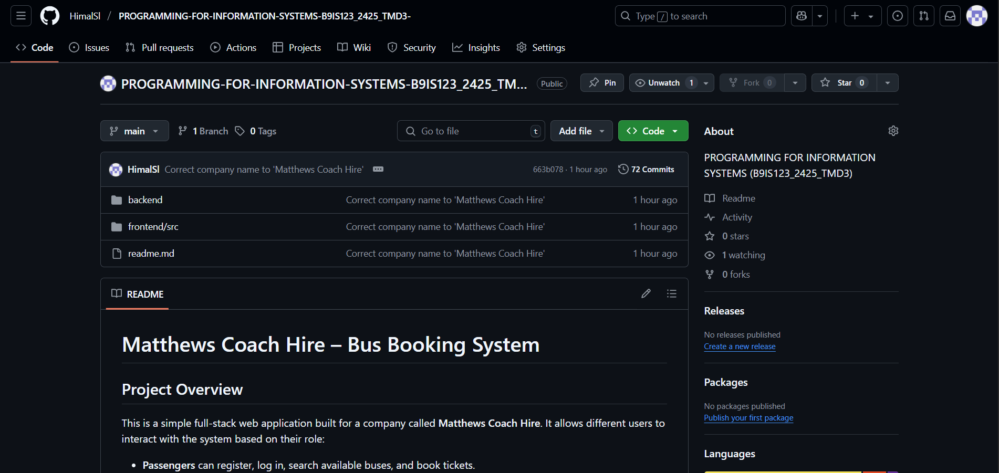 HimalSl / PROGRAMMING-FOR-INFORMATION-SYSTEMS-B9IS123_2425_TMD3-
Type / to search
Code Issues Pull requests Actions Projects Wiki Security Insights Settings
PROGRAMMING-FOR-INFORMATION-SYSTEMS-B9IS123_2425_TM... Public
Pin Unwatch 1 Fork 0 Star 0
main 1 Branch 0 Tags Go to file t Add file Code
HimalSl Correct company name to 'Matthews Coach Hire' 663b078 · 1 hour ago 72 Commits
backend Correct company name to 'Matthews Coach Hire' 1 hour ago
frontend/src Correct company name to 'Matthews Coach Hire' 1 hour ago
readme.md Correct company name to 'Matthews Coach Hire' 1 hour ago
README
Matthews Coach Hire – Bus Booking System
Project Overview
This is a simple full-stack web application built for a company called Matthews Coach Hire. It allows different users to
interact with the system based on their role:
• Passengers can register, log in, search available buses, and book tickets.
About
PROGRAMMING FOR INFORMATION
SYSTEMS (B9IS123_2425_TMD3)
Readme
Activity
0 stars
1 watching
0 forks
Releases
No releases published
Create a new release
Packages
No packages published
Publish your first package
Languages